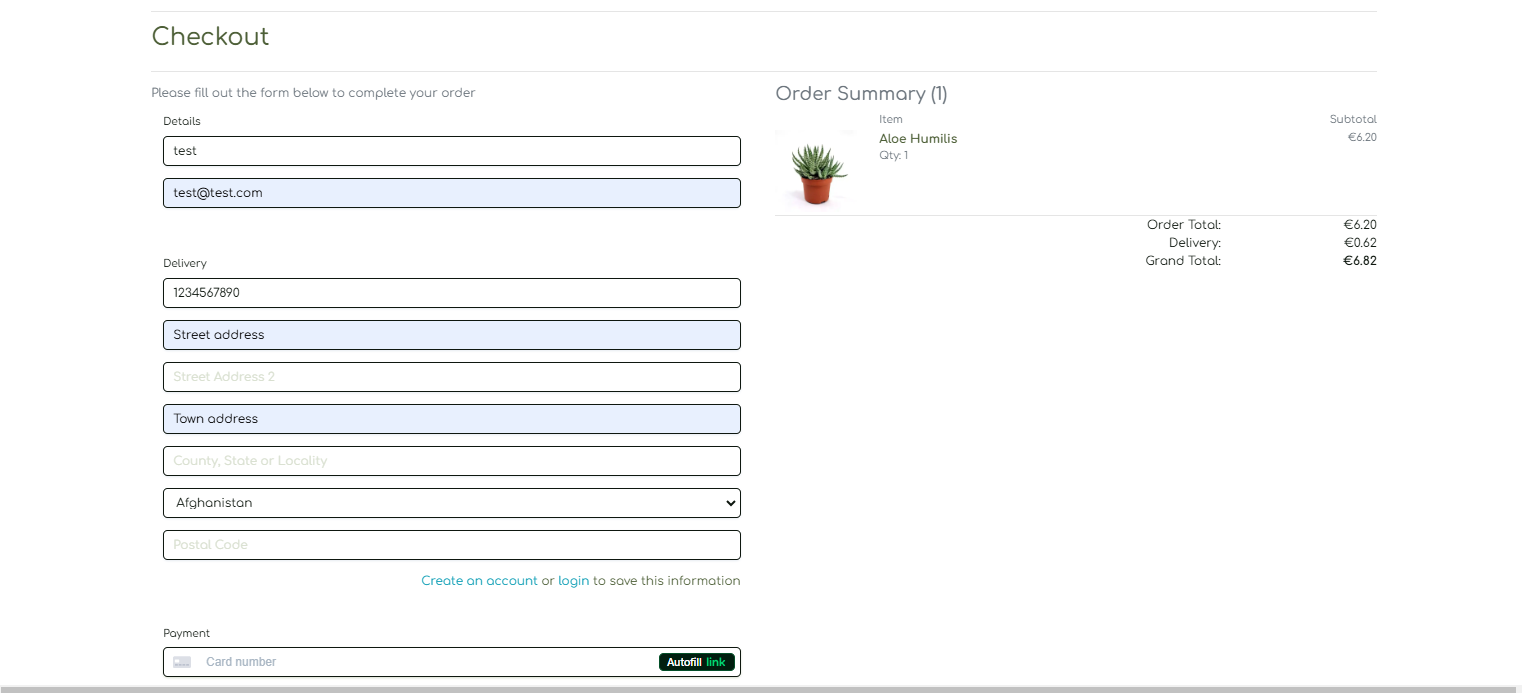 Checkout
Please fill out the form below to complete your order
Details
test
test@test.com
Delivery
1234567890
Street address
Street Address 2
Town address
County, State or Locality
Afghanistan
Postal Code
Create an account or login to save this information
Payment
Card number Autofill link
Order Summary (1)
Item Subtotal
Aloe Humilis €6.20
Qty: 1
Order Total: €6.20
Delivery: €0.62
Grand Total: €6.82